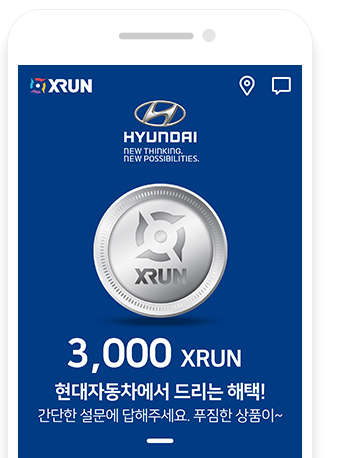 XRUN
HYUNDAI
NEW THINKING.
NEW POSSIBILITIES.
XRUN
3,000 XRUN
현대자동차에서 드리는 해택!
간단한 설문에 답해주세요. 푸짐한 상품이~